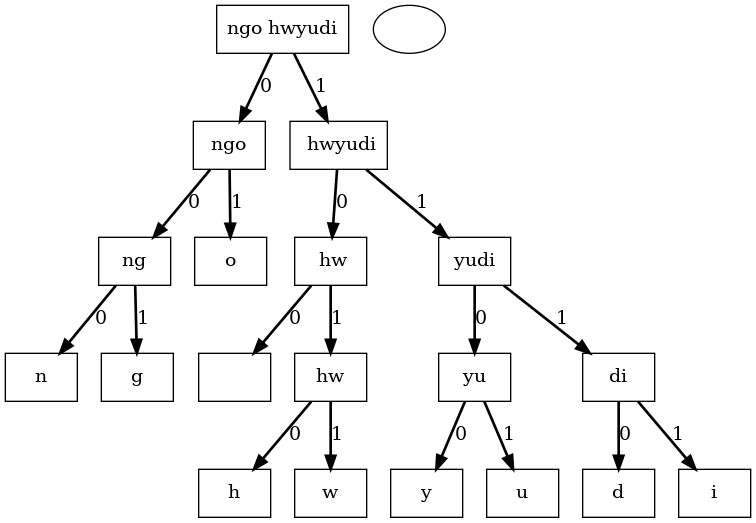 ngo hwyudi
0 1
ngo hwyudi
0 1 0 1
ng o hw yudi
0 1 0 1 0 1
n g hw yu di
0 1 0 1 0 1
h w y u d i